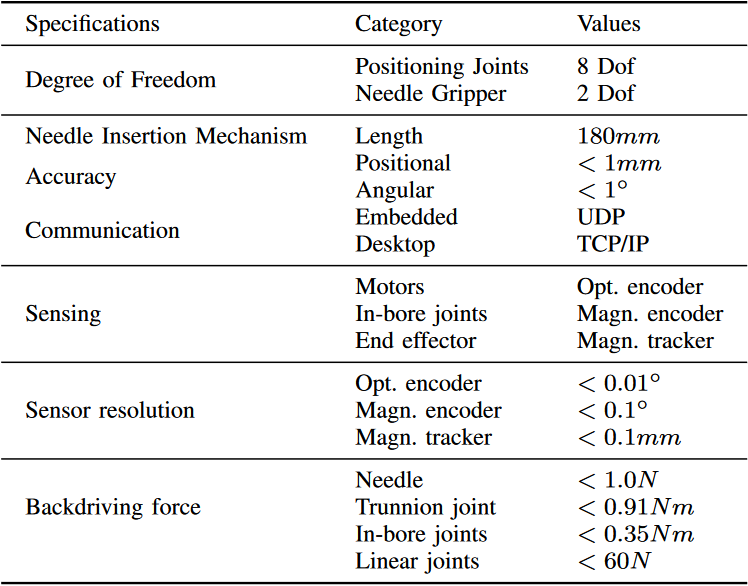 Specifications Category Values
Degree of Freedom Positioning Joints 8 Dof
Needle Gripper 2 Dof
Needle Insertion Mechanism Length 180mm
Accuracy Positional < 1mm
Angular < 1°
Communication Embedded UDP
Desktop TCP/IP
Sensing Motors Opt. encoder
In-bore joints Magn. encoder
End effector Magn. tracker
Sensor resolution Opt. encoder < 0.01°
Magn. encoder < 0.1°
Magn. tracker < 0.1mm
Backdriving force Needle < 1.0N
Trunnion joint < 0.91Nm
In-bore joints < 0.35Nm
Linear joints < 60N